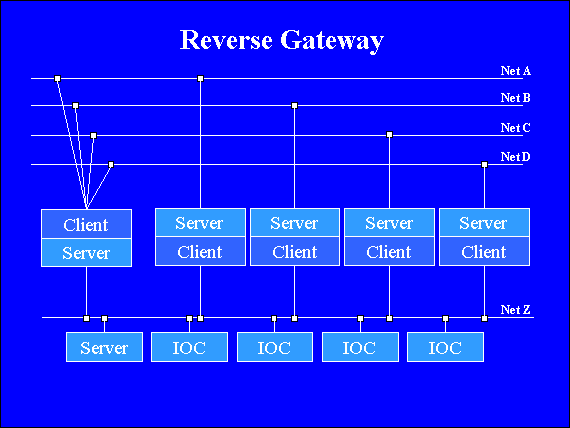 Reverse Gateway
Net A
Net B
Net C
Net D
Client
Server
Server
Client
Server
Client
Server
Client
Server
Client
Net Z
Server
IOC
IOC
IOC
IOC